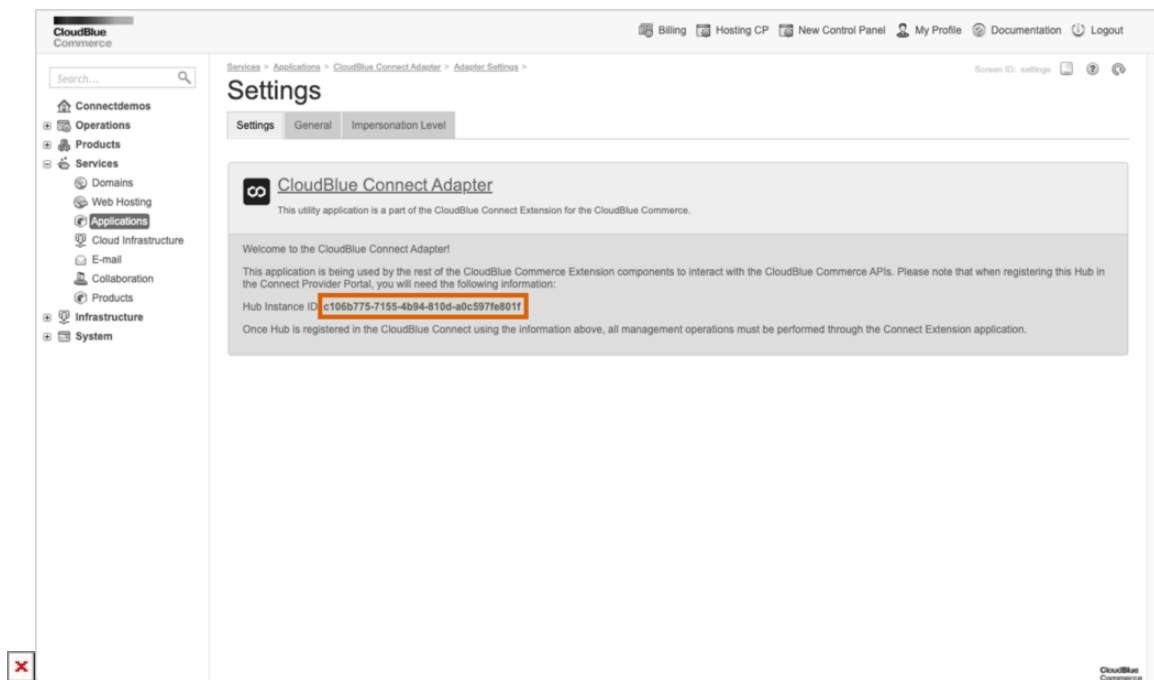 CloudBlue
Commerce
Billing Hosting CP New Control Panel My Profile Documentation Logout
Search...
Connectdemos
Operations
Products
Services
Domains
Web Hosting
Applications
Cloud Infrastructure
E-mail
Collaboration
Products
Infrastructure
System
Services > Applications > CloudBlue Connect Adapter > Adapter Settings >
Screen ID: settings
Settings
Settings General Impersonation Level
CloudBlue Connect Adapter
This utility application is a part of the CloudBlue Connect Extension for the CloudBlue Commerce.
Welcome to the CloudBlue Connect Adapter!
This application is being used by the rest of the CloudBlue Commerce Extension components to interact with the CloudBlue Commerce APIs. Please note that when registering this Hub in
the Connect Provider Portal, you will need the following information:
Hub Instance ID c106b775-7155-4b94-810d-a0c597fe801f
Once Hub is registered in the CloudBlue Connect using the information above, all management operations must be performed through the Connect Extension application.
CloudBlue
Commerce